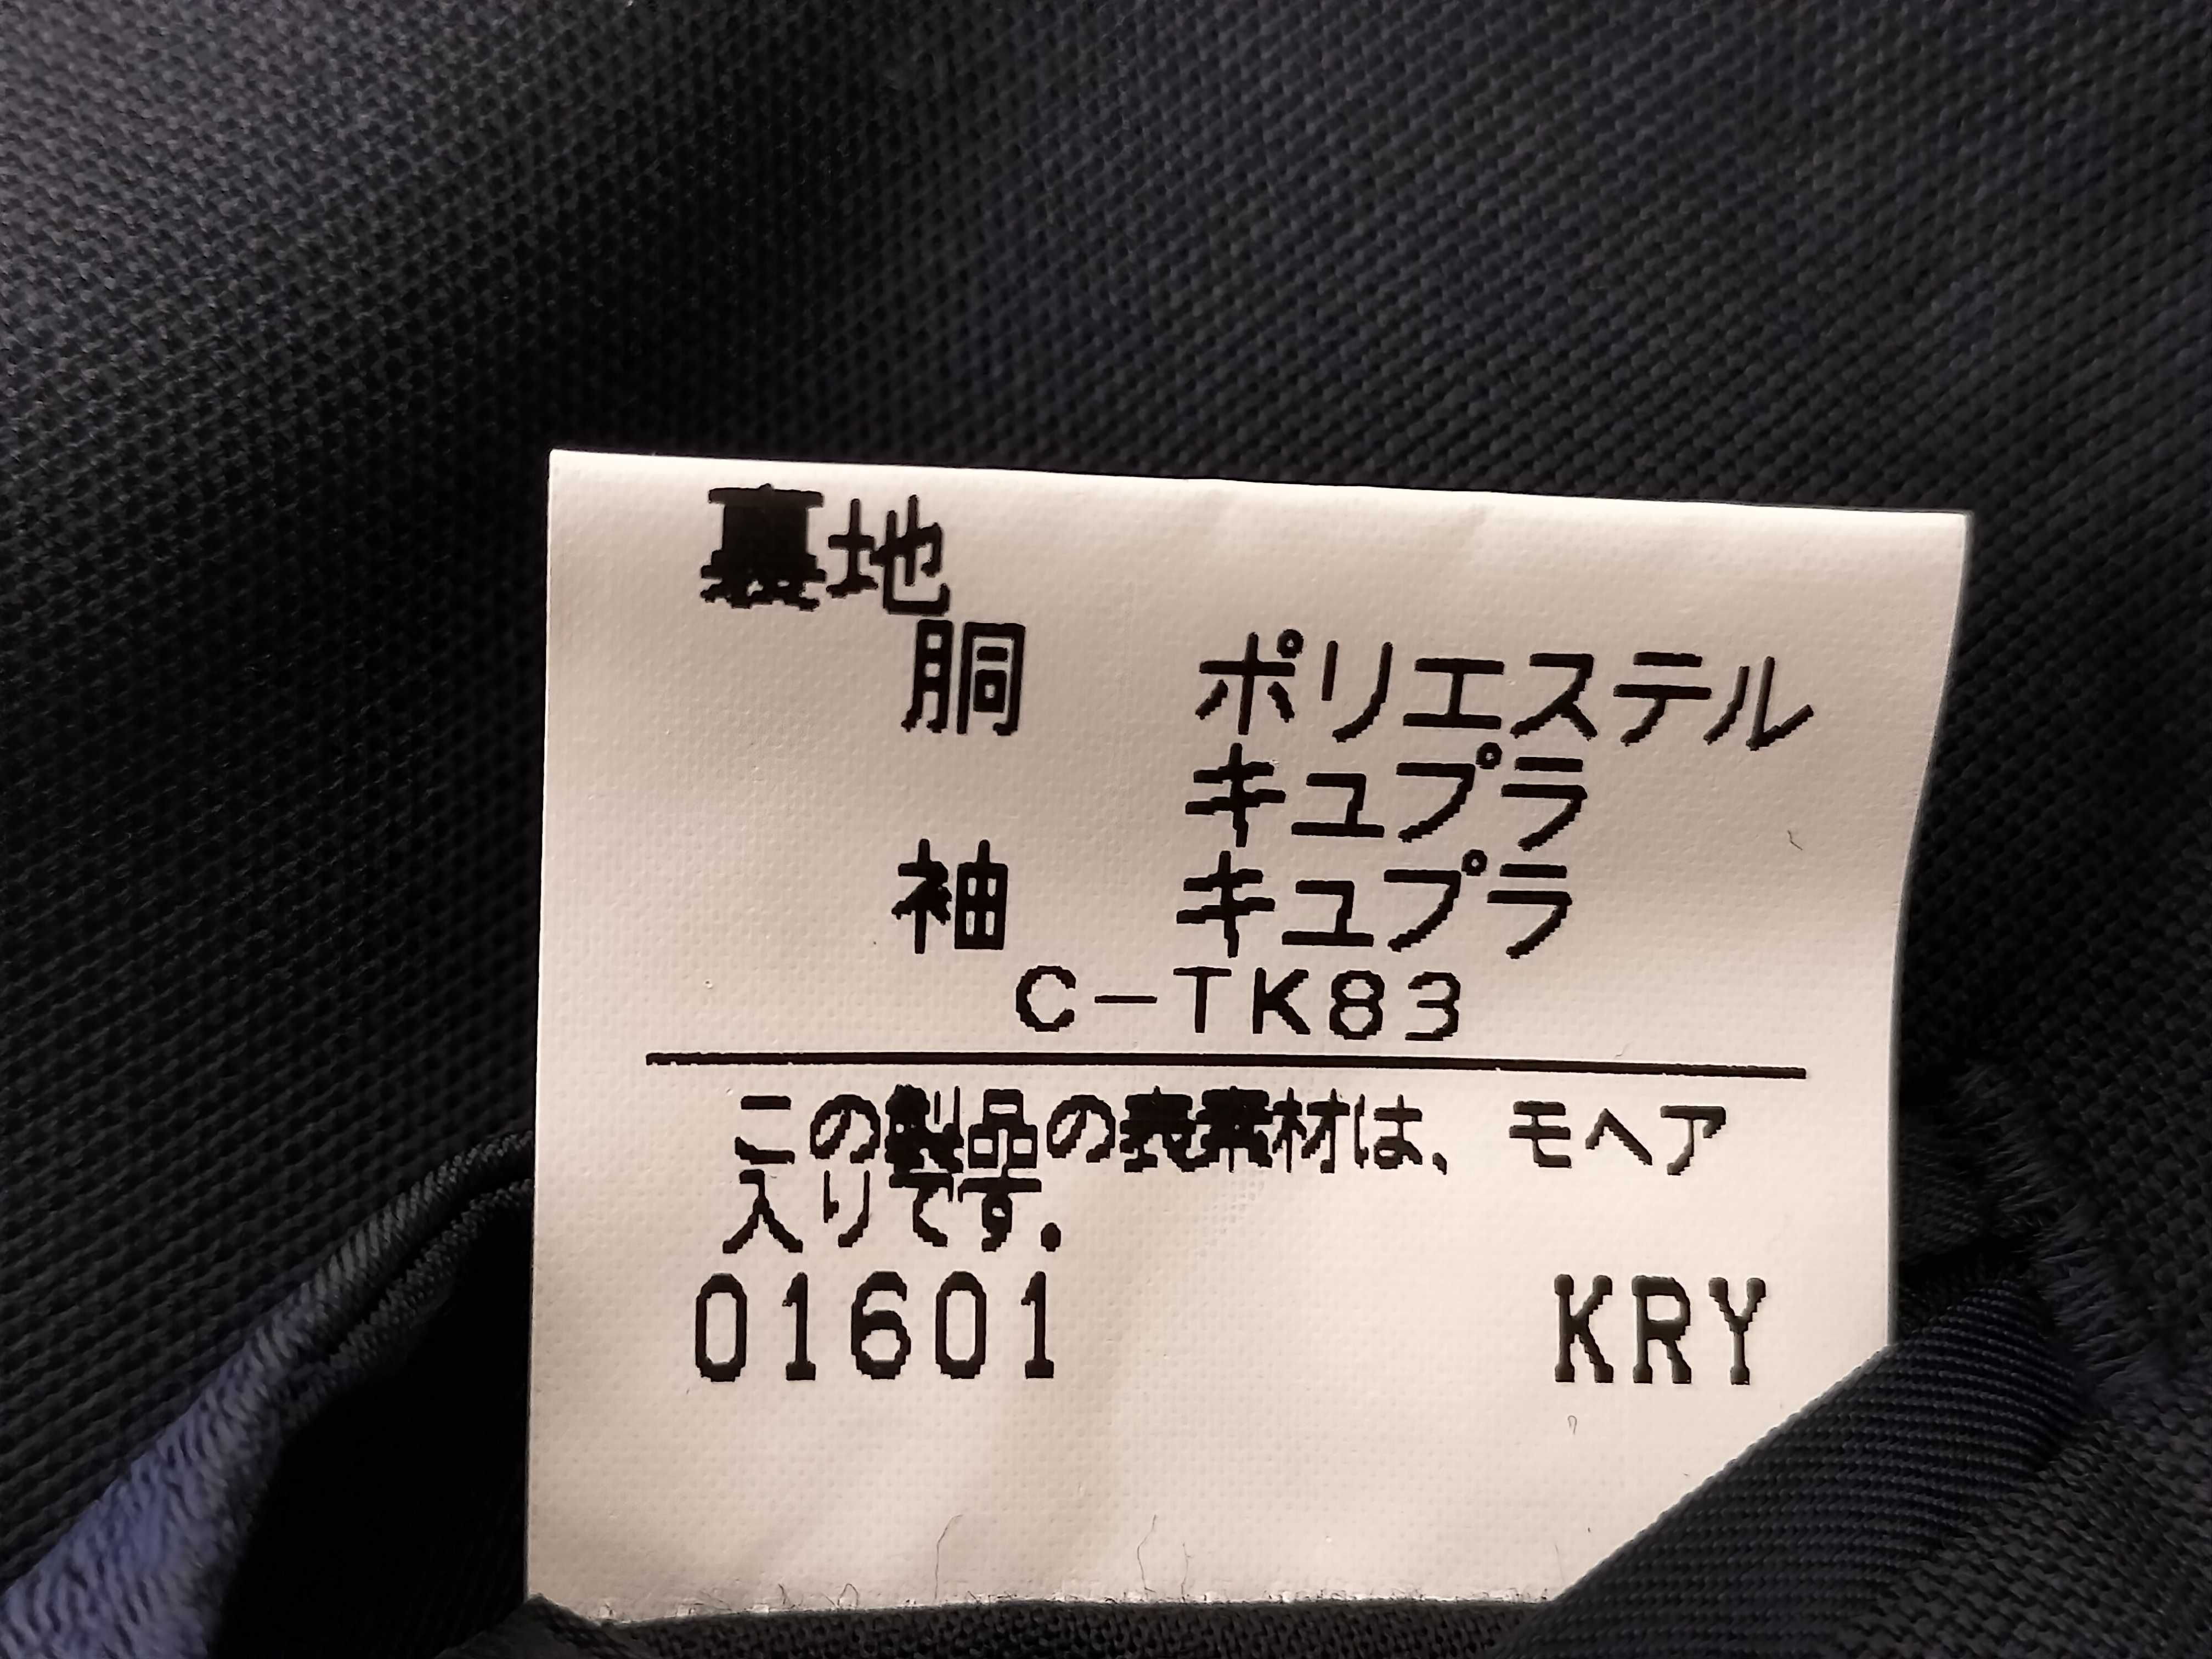 裏地
胴 ポリエステル
キュプラ
袖 キュプラ
C-TK83
この製品の表素材は、モヘア
入りです.
01601 KRY